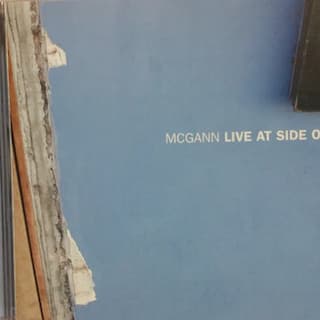 MCGANN LIVE AT SIDE O